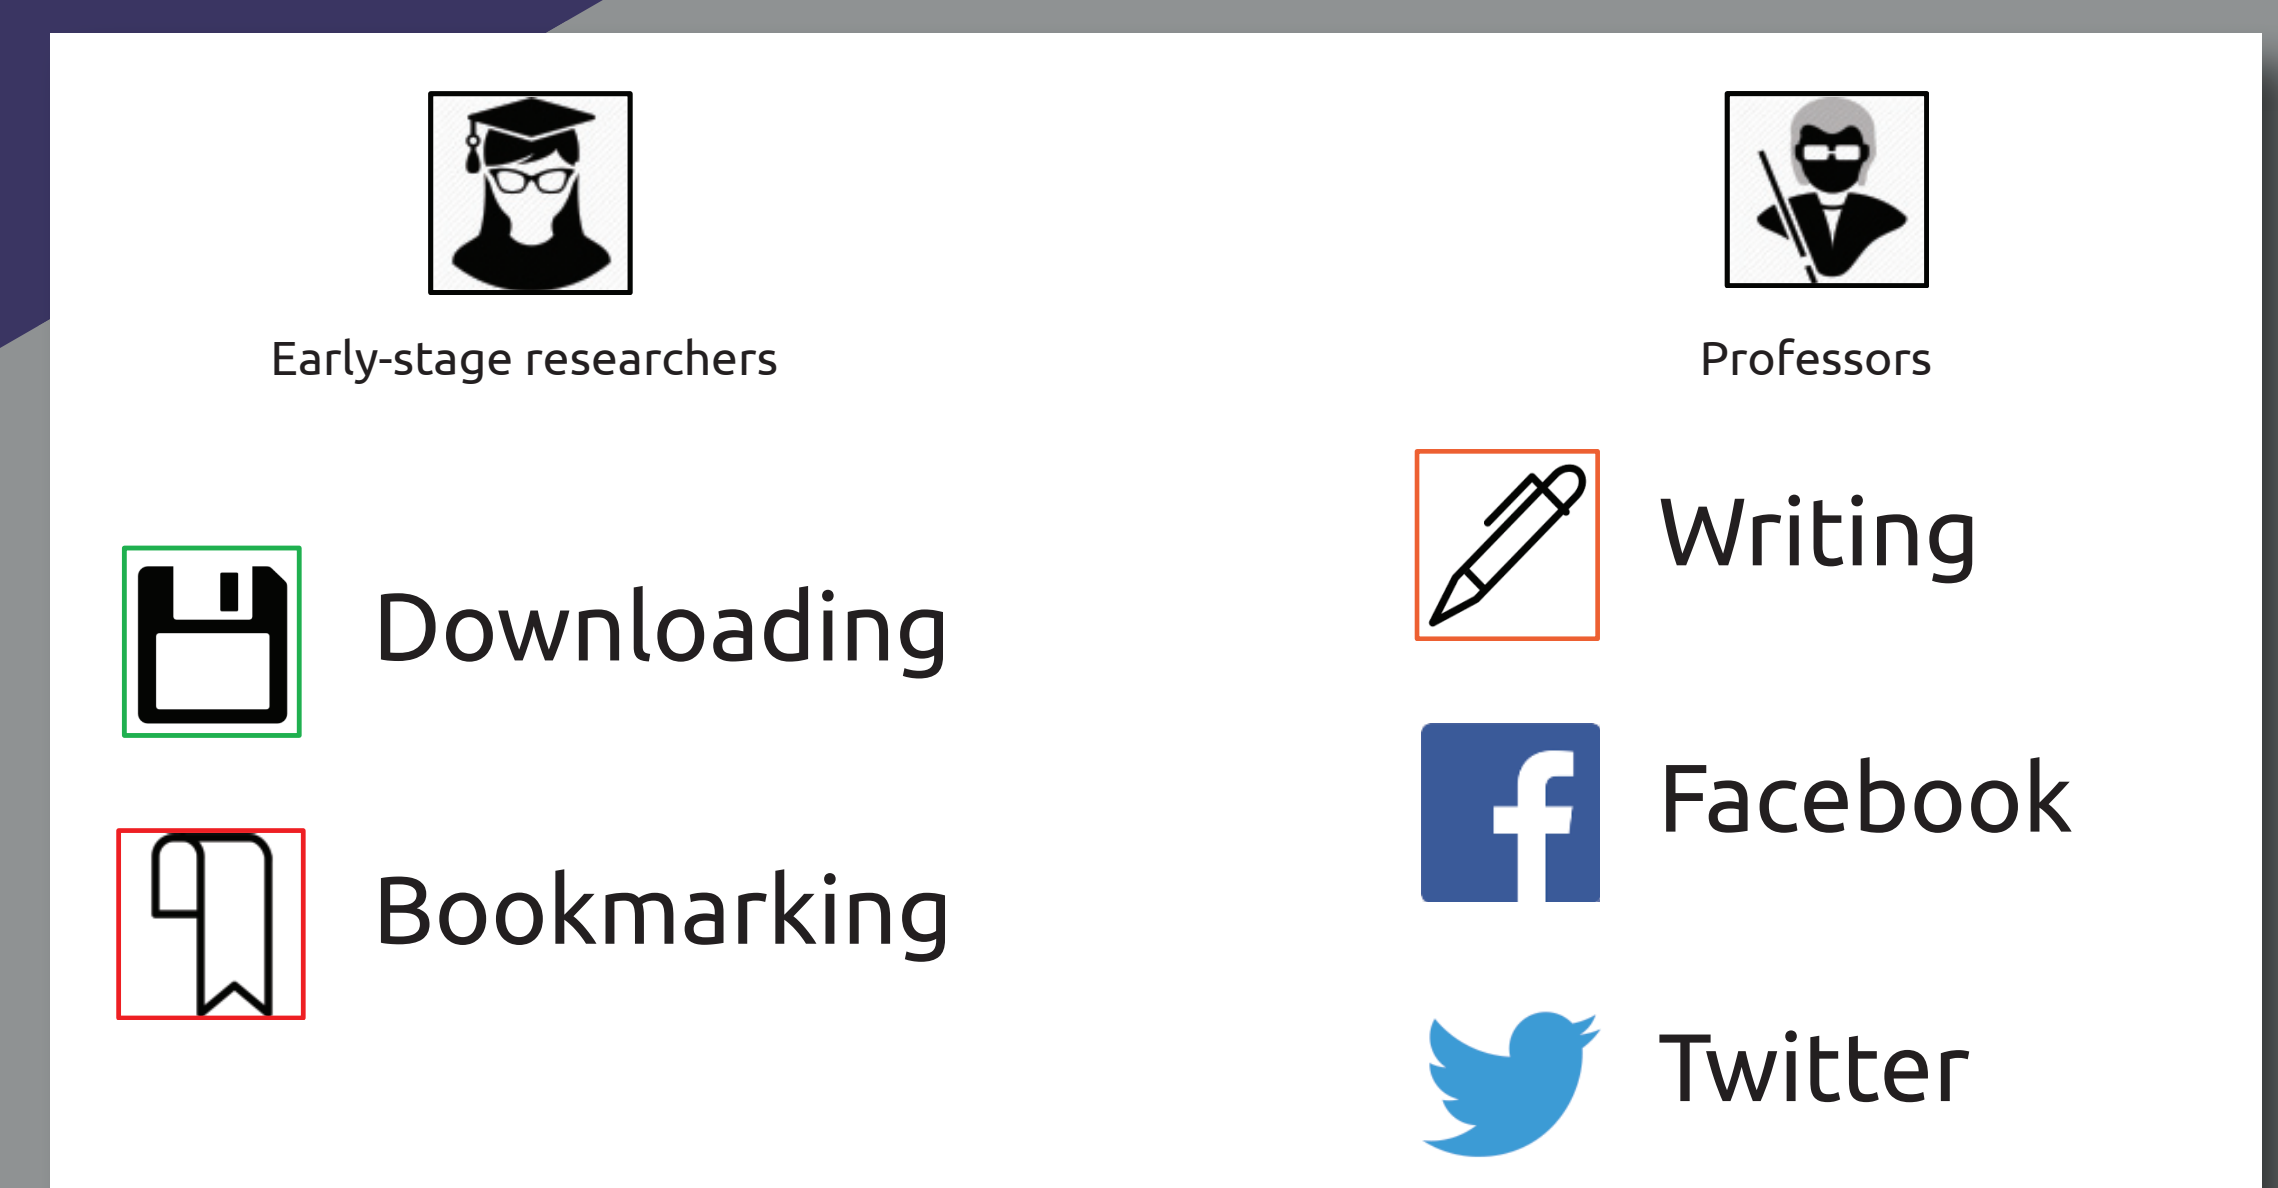 Early-stage researchers
Downloading
Bookmarking
Professors
Writing
Facebook
Twitter